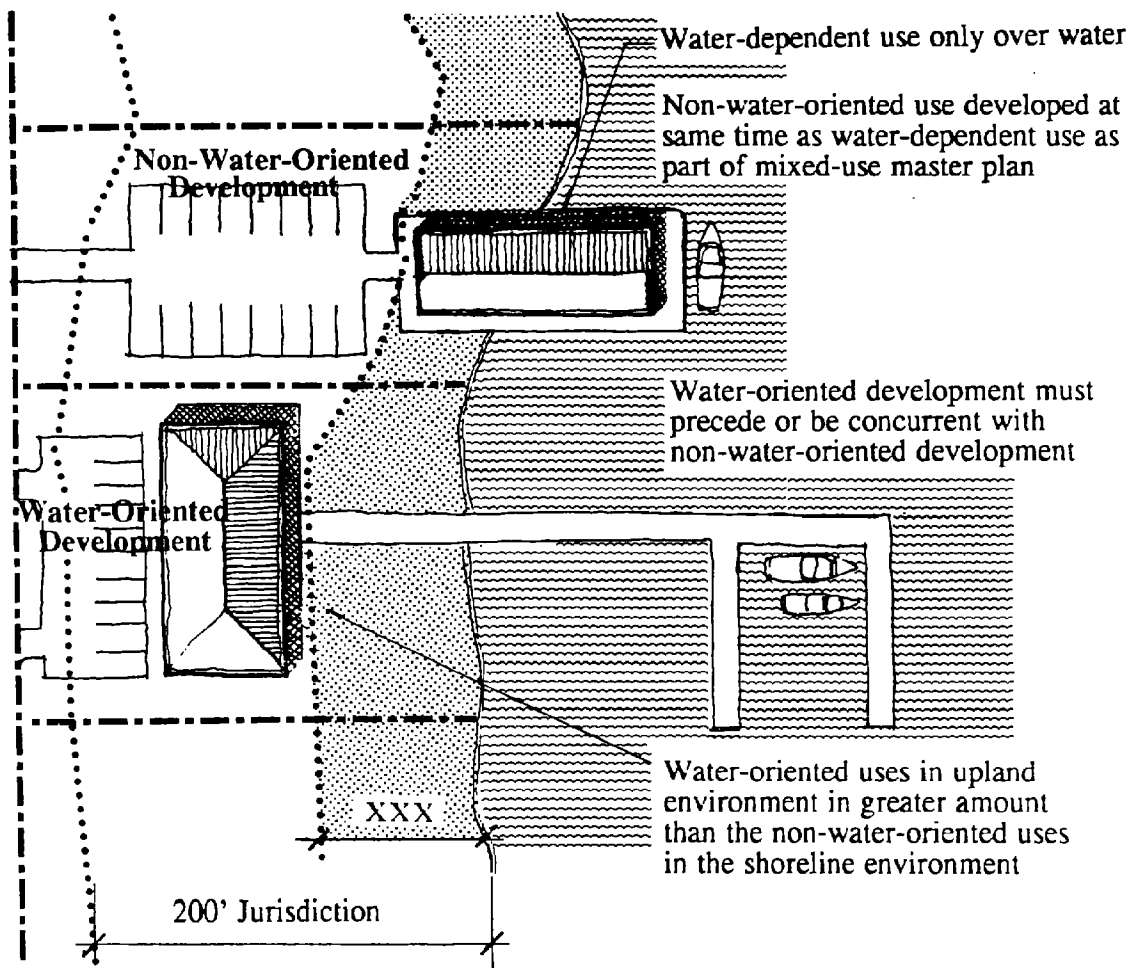 Water-dependent use only over water
Non-water-oriented use developed at
same time as water-dependent use as
part of mixed-use master plan
Non-Water-Oriented
Development
Water-oriented development must
precede or be concurrent with
non-water-oriented development
Water-Oriented
Development
Water-oriented uses in upland
environment in greater amount
than the non-water-oriented uses
in the shoreline environment
XXX
200' Jurisdiction